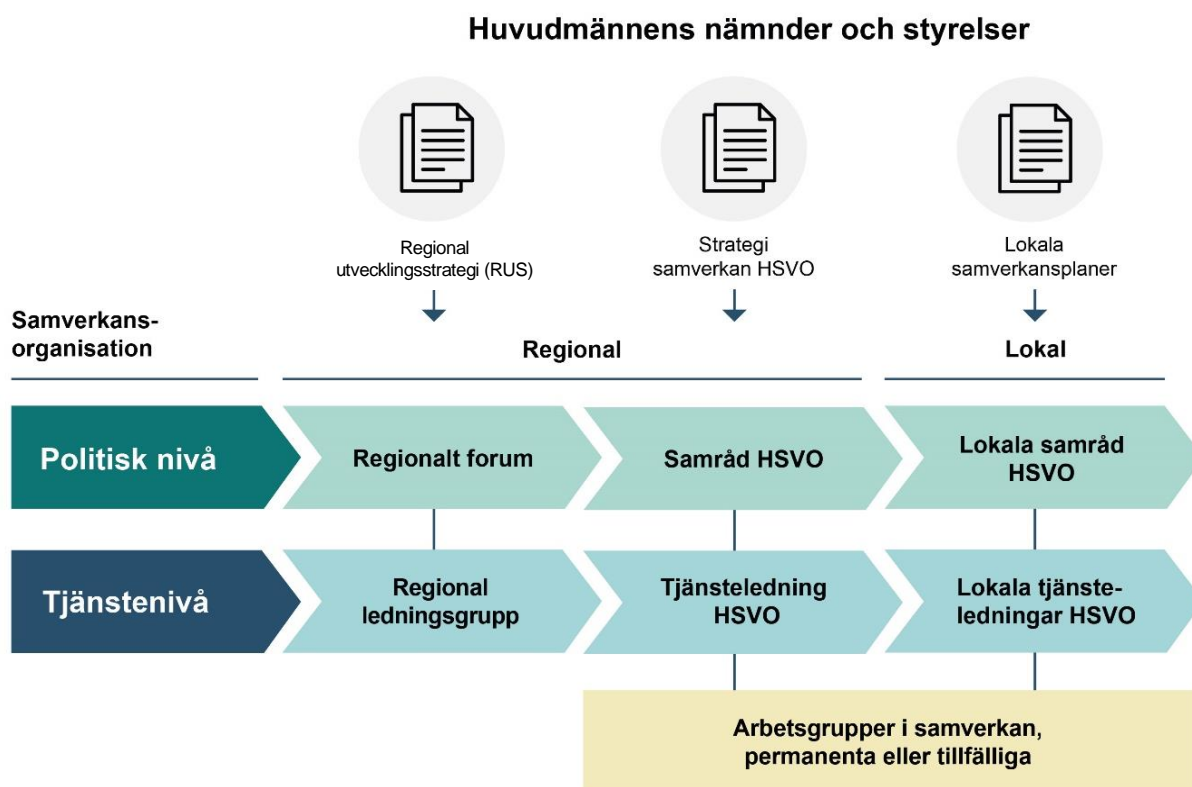 Huvudmännens nämnder och styrelser
Regional
utvecklingsstrategi (RUS)
Strategi
samverkan HSVO
Lokala
samverkansplaner
Samverkans-
organisation
Regional
Lokal
Politisk nivå
Regionalt forum
Samråd HSVO
Lokala samråd
HSVO
Tjänstenivå
Regional
ledningsgrupp
Tjänsteledning
HSVO
Lokala tjänste-
ledningar HSVO
Arbetsgrupper i samverkan,
permanenta eller tillfälliga